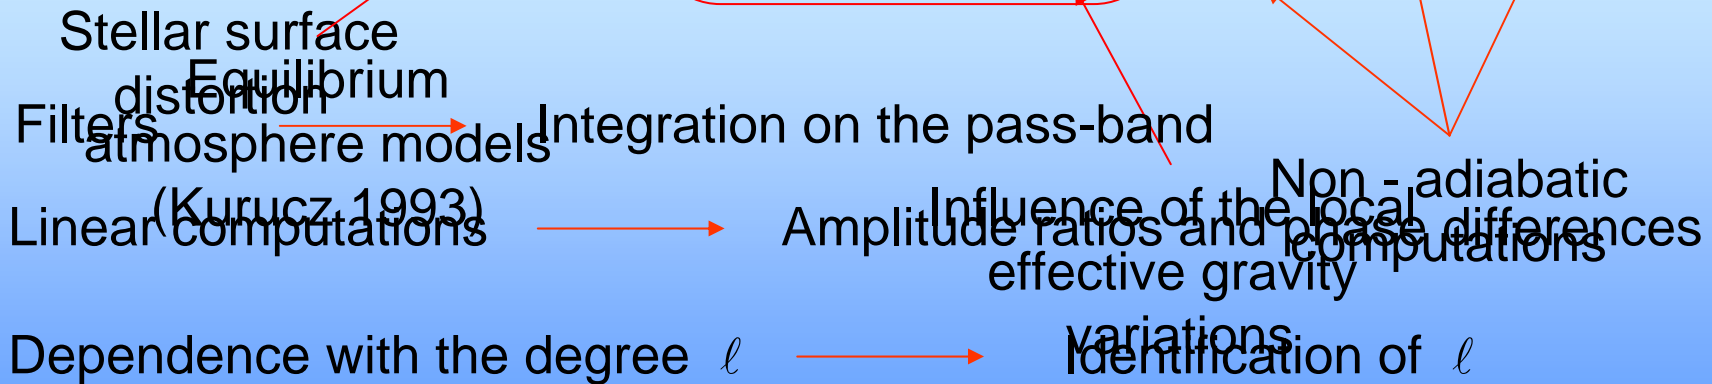 Stellar surface
distortion
Equilibrium
atmosphere models
(Kurucz 1993)
Filters
Integration on the pass-band
Non - adiabatic
computations
Influence of the local
effective gravity
variations
Linear computations
Amplitude ratios and phase differences
Dependence with the degree ℓ
Identification of ℓ